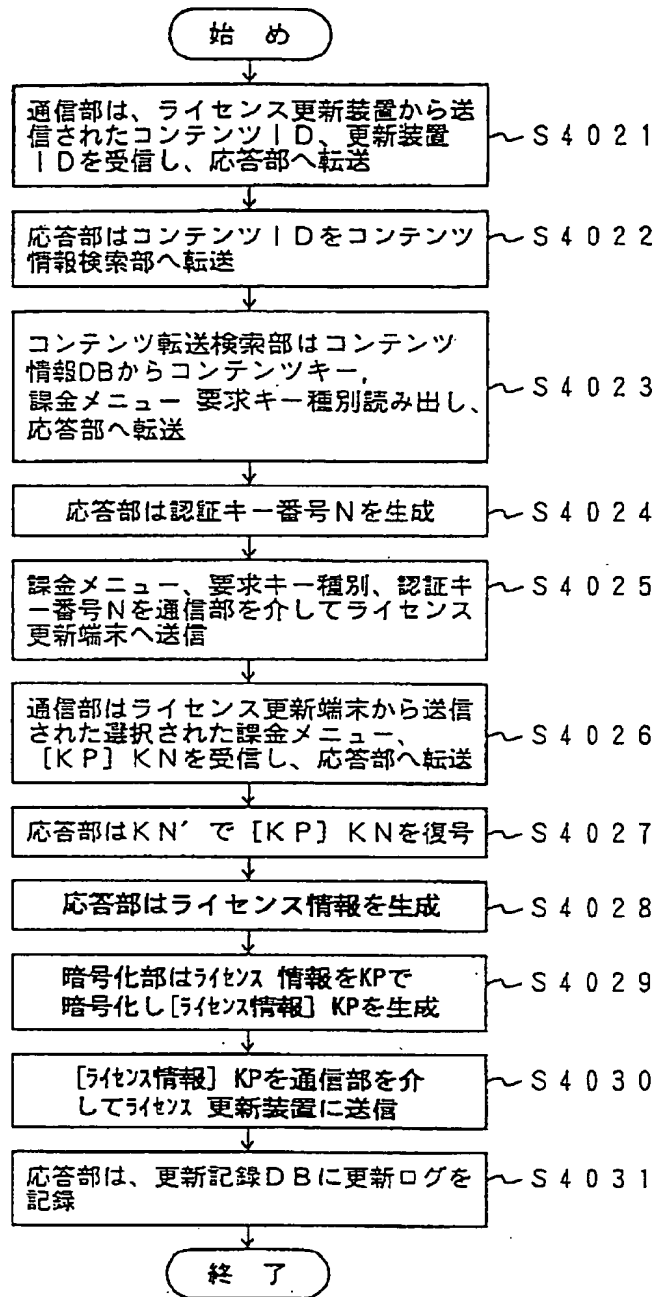 始め
通信部は、ライセンス更新装置から送
信されたコンテンツID、更新装置
IDを受信し、応答部へ転送
S4021
応答部はコンテンツIDをコンテンツ
情報検索部へ転送
S4022
コンテンツ転送検索部はコンテンツ
情報DBからコンテンツキー,
課金メニュー 要求キー種別読み出し、
応答部へ転送
S4023
応答部は認証キー番号Nを生成
S4024
課金メニュー、要求キー種別、認証キ
ー番号Nを通信部を介してライセンス
更新端末へ送信
S4025
通信部はライセンス更新端末から送信
された選択された課金メニュー、
[KP] KNを受信し、応答部へ転送
S4026
応答部はKN′で[KP] KNを復号
S4027
応答部はライセンス情報を生成
S4028
暗号化部はﾗｲｾﾝｽ 情報をKPで
暗号化し[ﾗｲｾﾝｽ情報] KPを生成
S4029
[ﾗｲｾﾝｽ情報] KPを通信部を介
してﾗｲｾﾝｽ 更新装置に送信
S4030
応答部は、更新記録DBに更新ログを
記録
S4031
終了